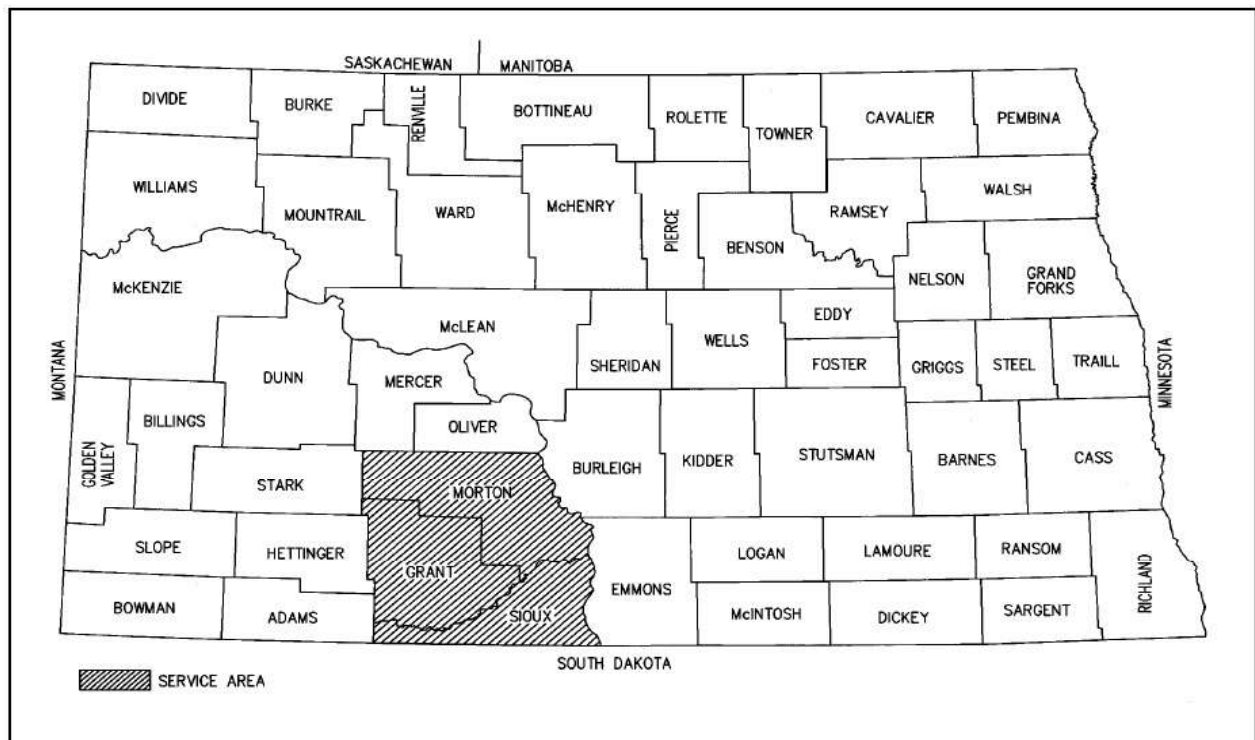 SASKATCHEWAN
MANITOBA
DIVIDE
BURKE
RENVILLE
BOTTINEAU
ROLETTE
TOWNER
CAVALIER
PEMBINA
WILLIAMS
MOUNTRAIL
WARD
McHENRY
PIERCE
BENSON
RAMSEY
WALSH
McKENZIE
NELSON
GRAND
FORKS
McLEAN
SHERIDAN
WELLS
EDDY
FOSTER
GRIGGS
STEEL
TRAILL
MONTANA
MINNESOTA
DUNN
MERCER
OLIVER
GOLDEN
VALLEY
BILLINGS
STARK
MORTON
BURLEIGH
KIDDER
STUTSMAN
BARNES
CASS
SLOPE
HETTINGER
GRANT
EMMONS
LOGAN
LAMOURE
RANSOM
RICHLAND
BOWMAN
ADAMS
SIOUX
McINTOSH
DICKEY
SARGENT
SOUTH DAKOTA
SERVICE AREA